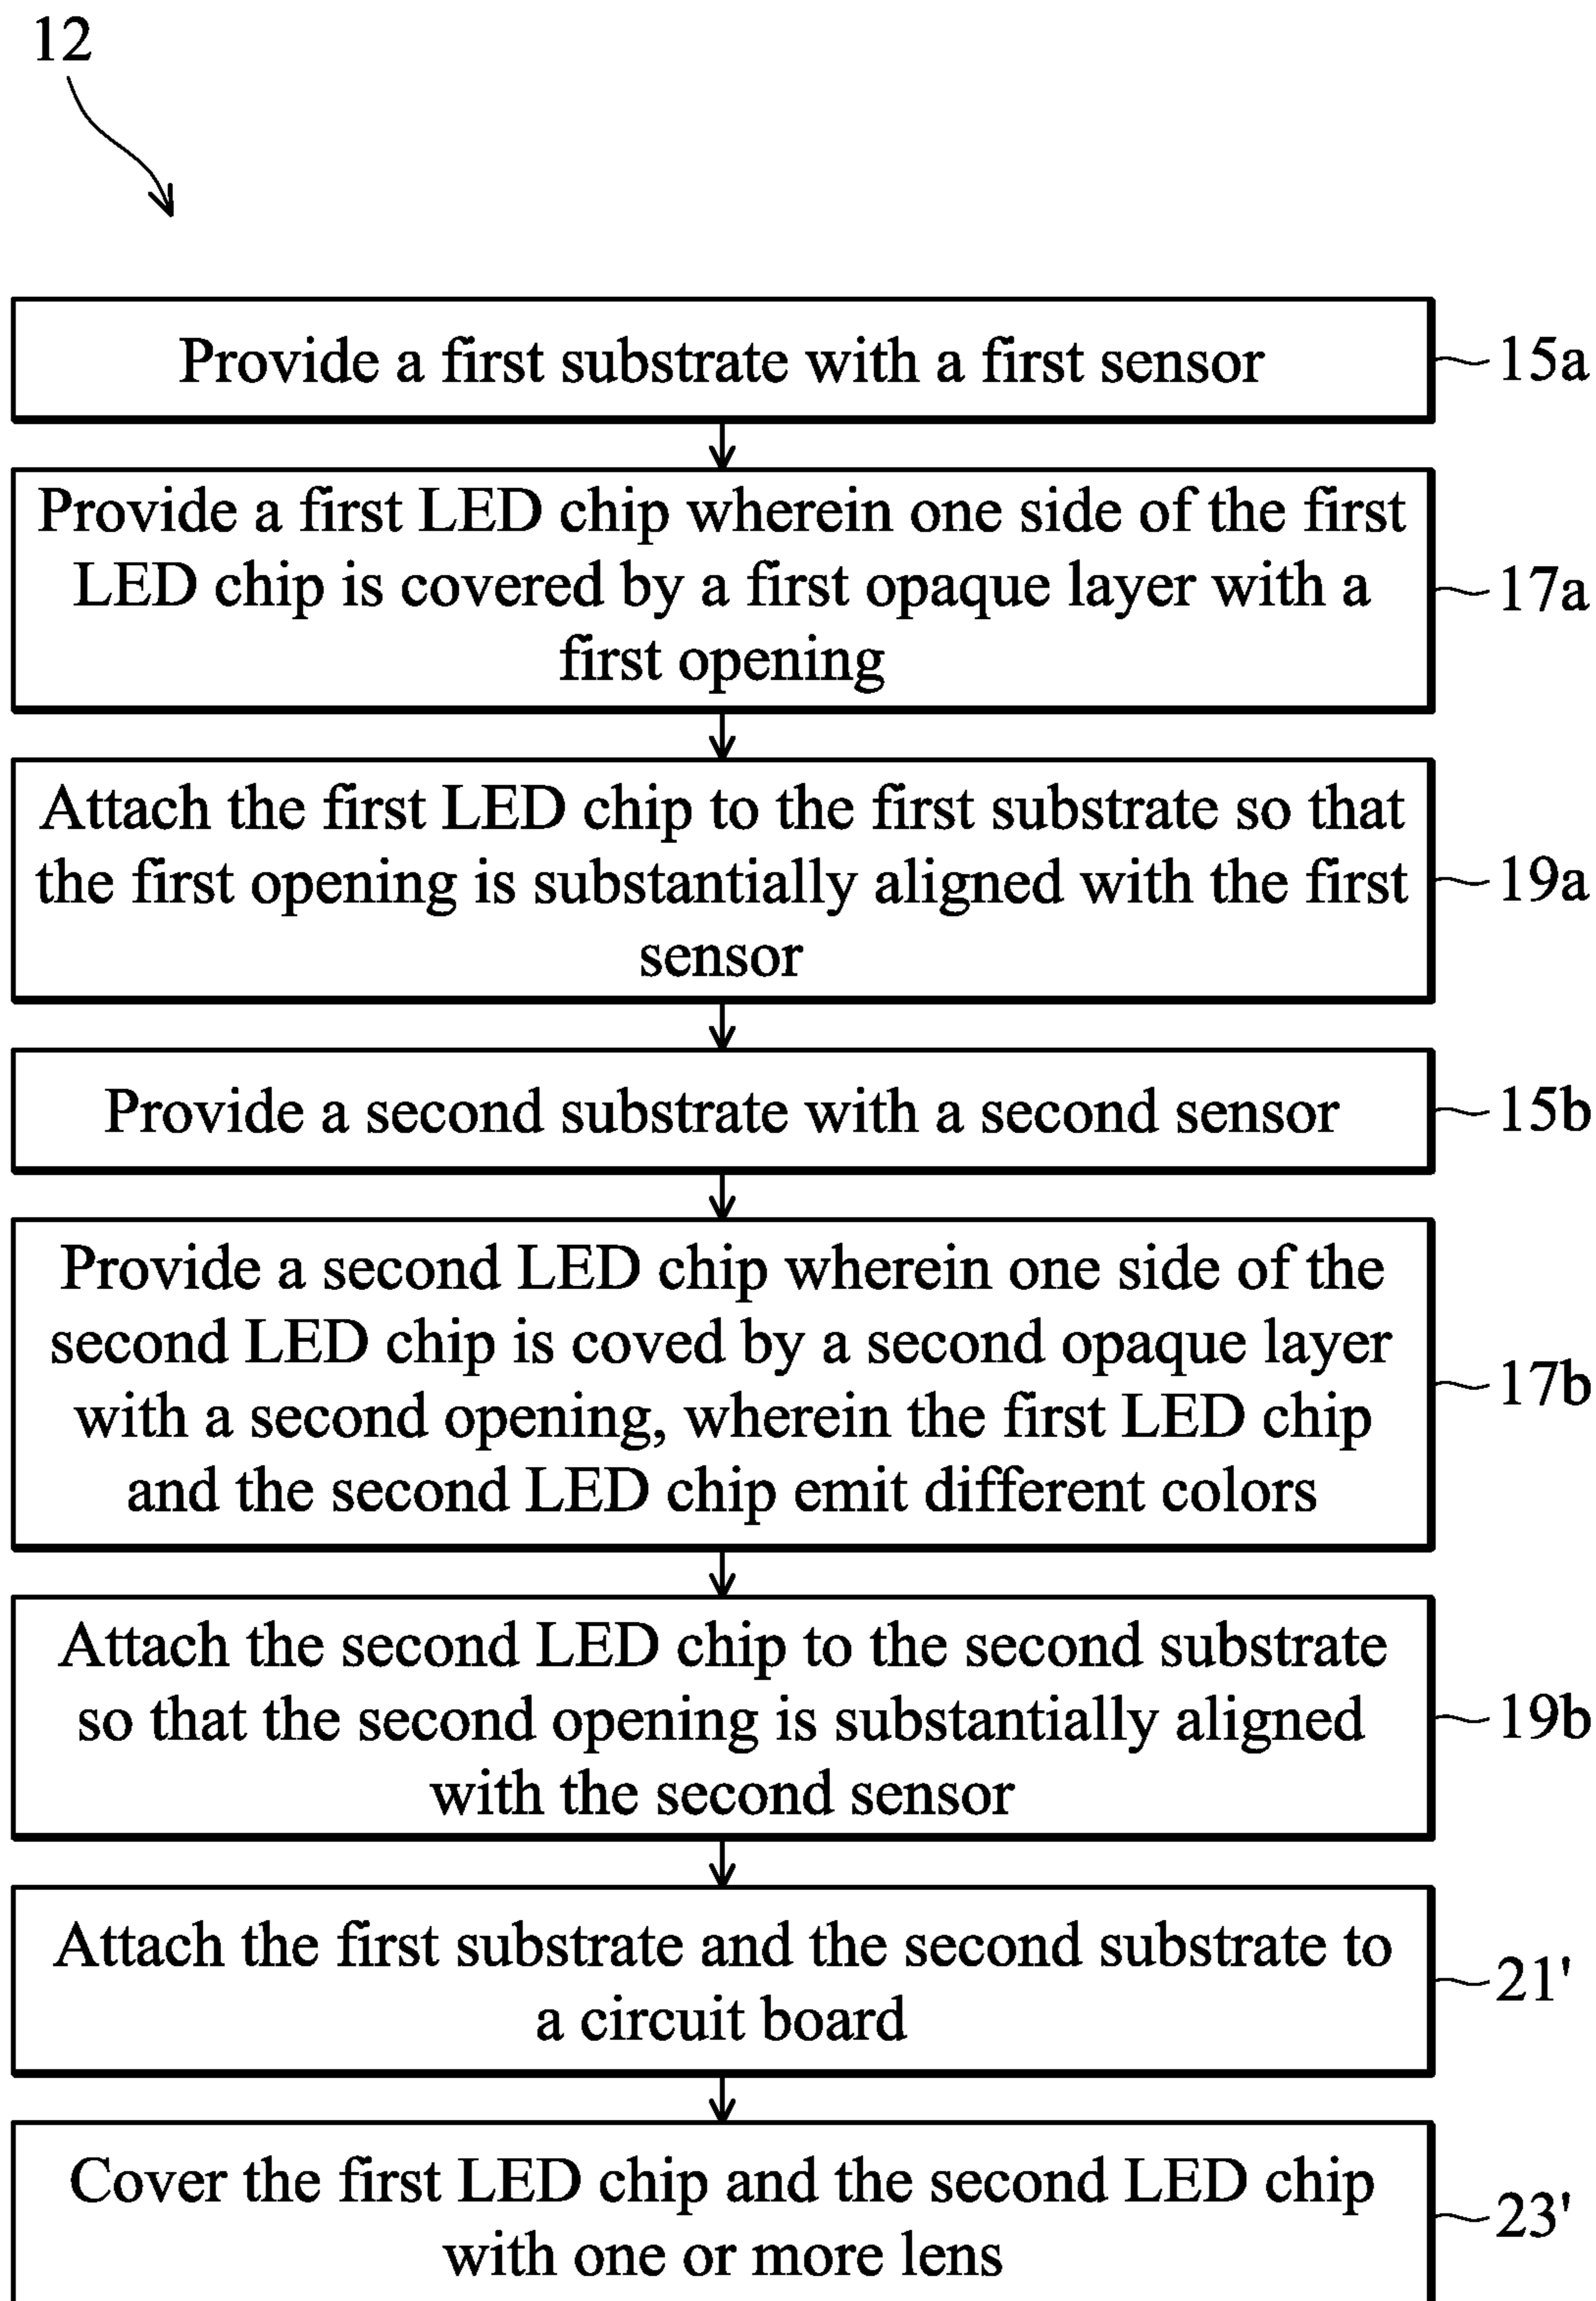 12
Provide a first substrate with a first sensor
15a
Provide a first LED chip wherein one side of the first
LED chip is covered by a first opaque layer with a
first opening
17a
Attach the first LED chip to the first substrate so that
the first opening is substantially aligned with the first
sensor
19a
Provide a second substrate with a second sensor
15b
Provide a second LED chip wherein one side of the
second LED chip is coved by a second opaque layer
with a second opening, wherein the first LED chip
and the second LED chip emit different colors
17b
Attach the second LED chip to the second substrate
so that the second opening is substantially aligned
with the second sensor
19b
Attach the first substrate and the second substrate to
a circuit board
21'
Cover the first LED chip and the second LED chip
with one or more lens
23'